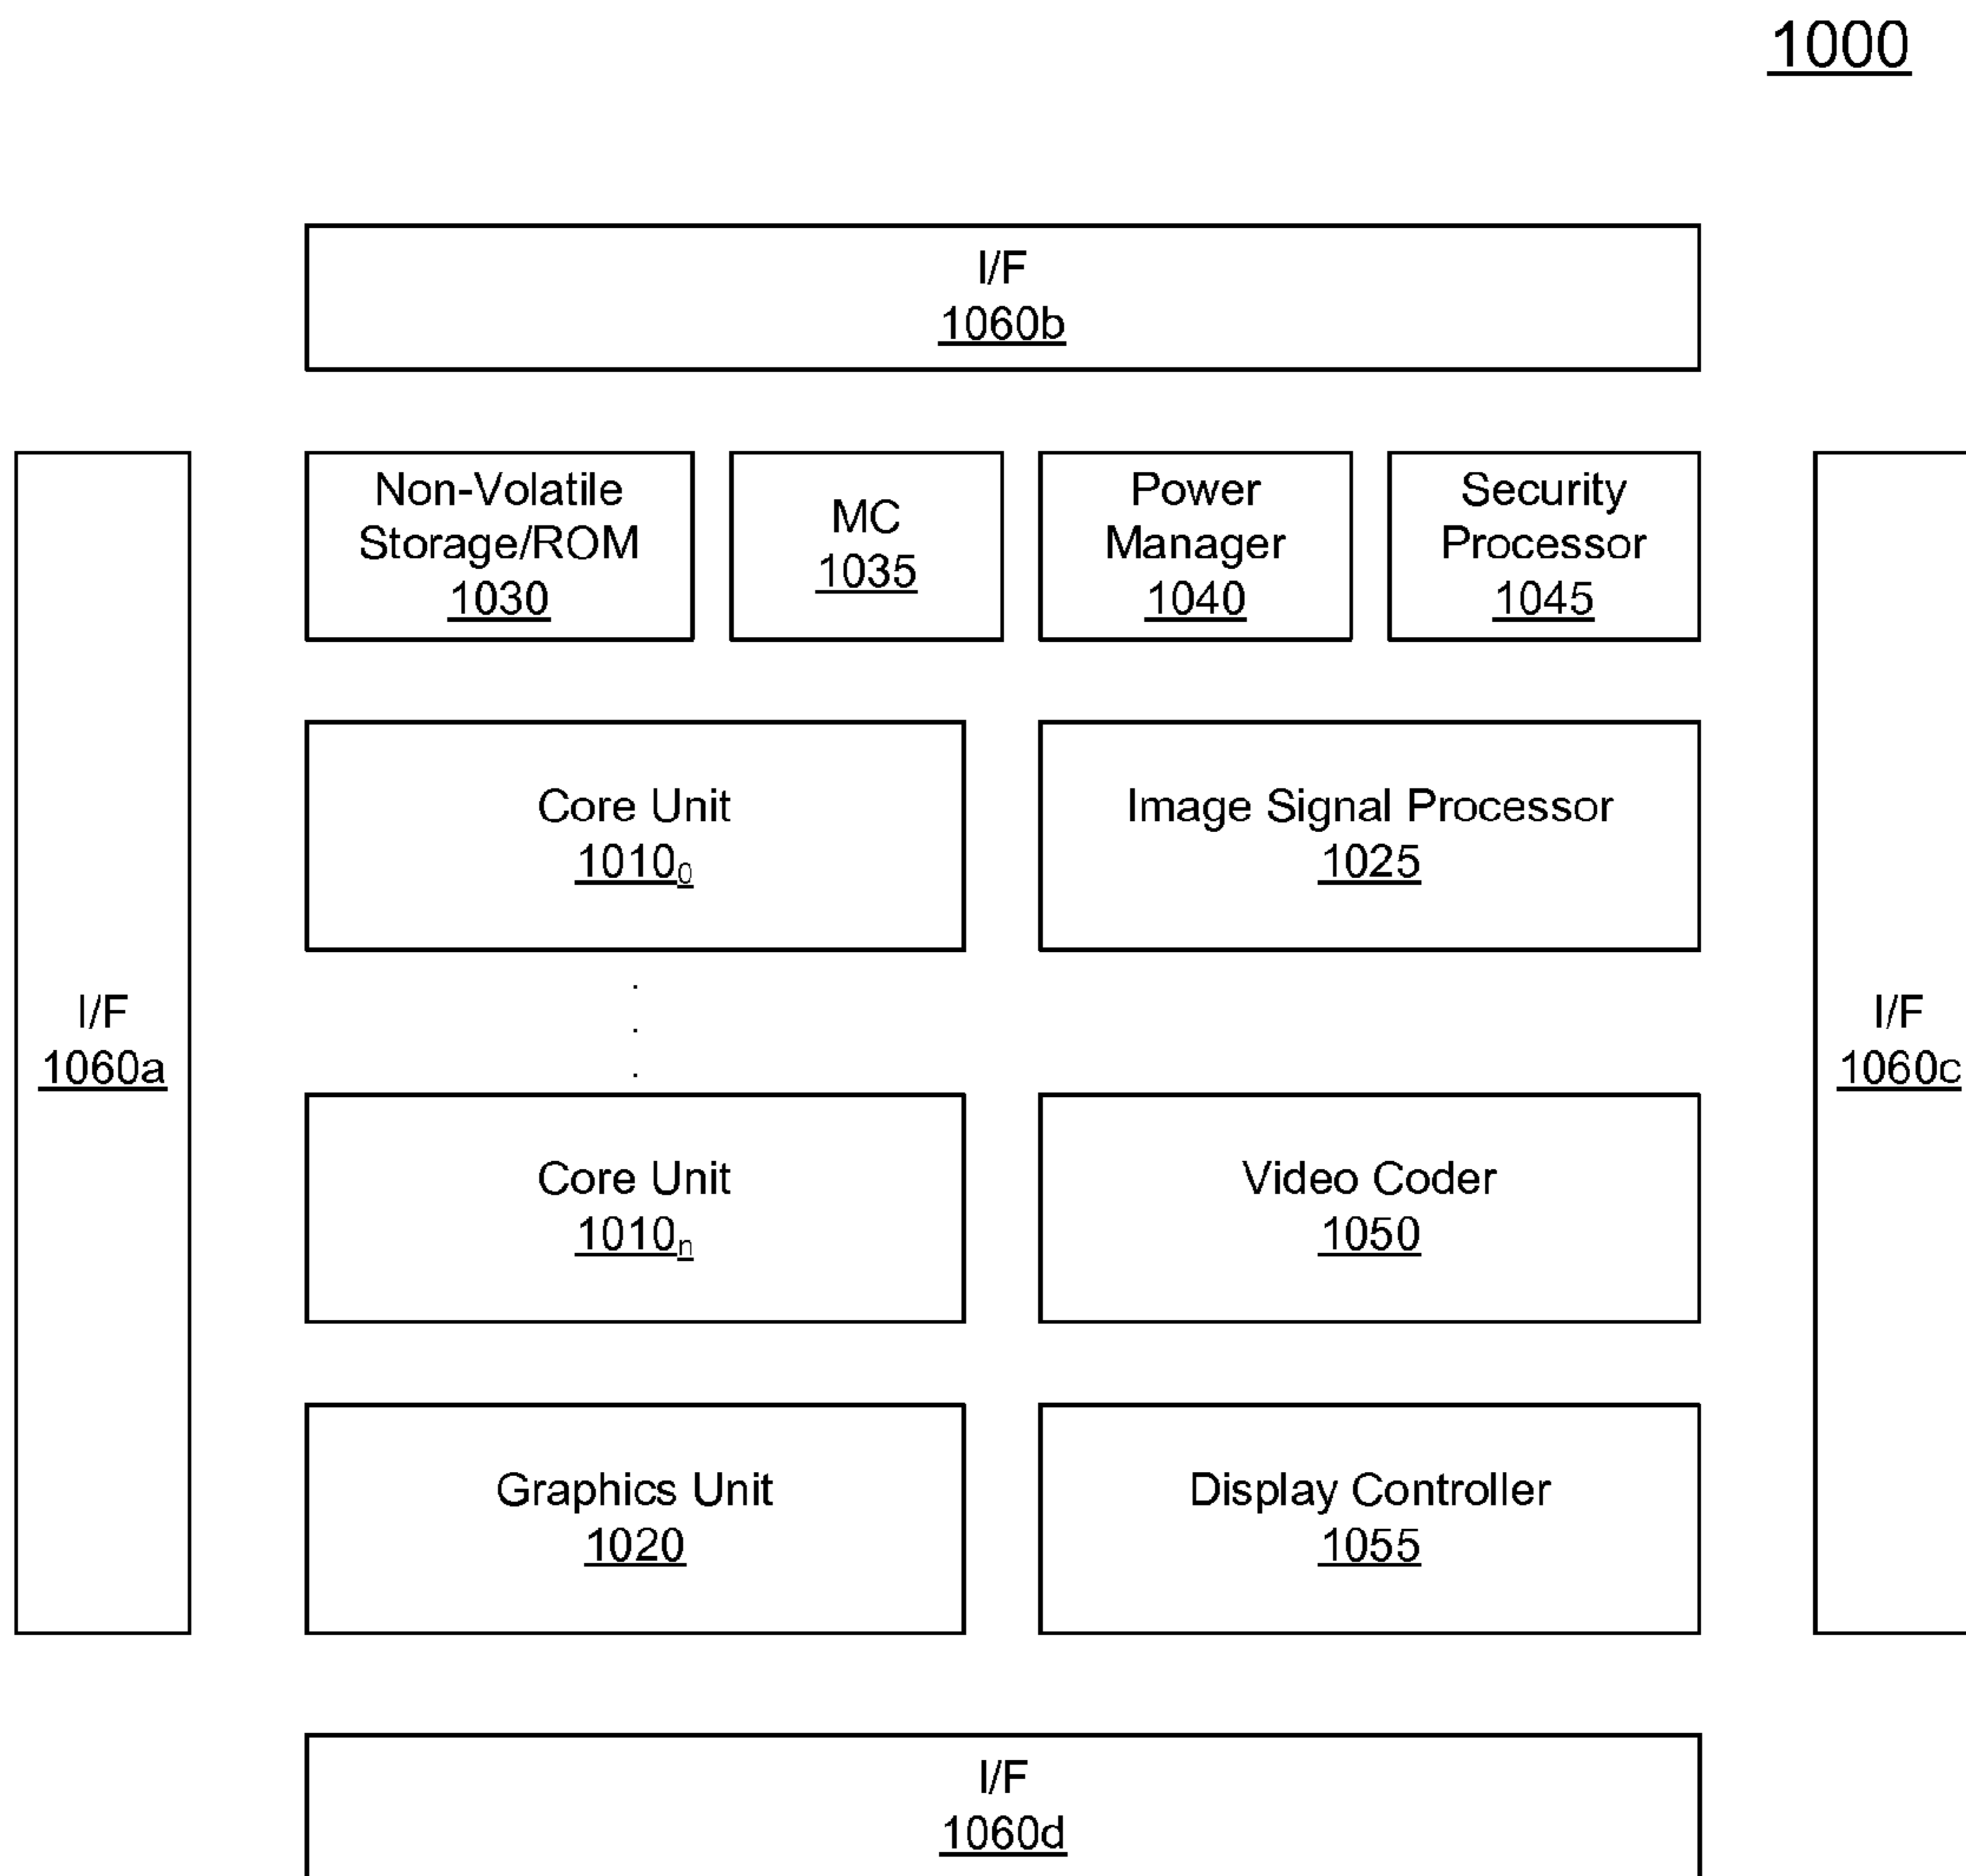 1000
I/F
1060b
Non-Volatile
Storage/ROM
1030
MC
1035
Power
Manager
1040
Security
Processor
1045
Core Unit
1010₀
Image Signal Processor
1025
I/F
1060a
I/F
1060c
Core Unit
1010ₙ
Video Coder
1050
Graphics Unit
1020
Display Controller
1055
I/F
1060d